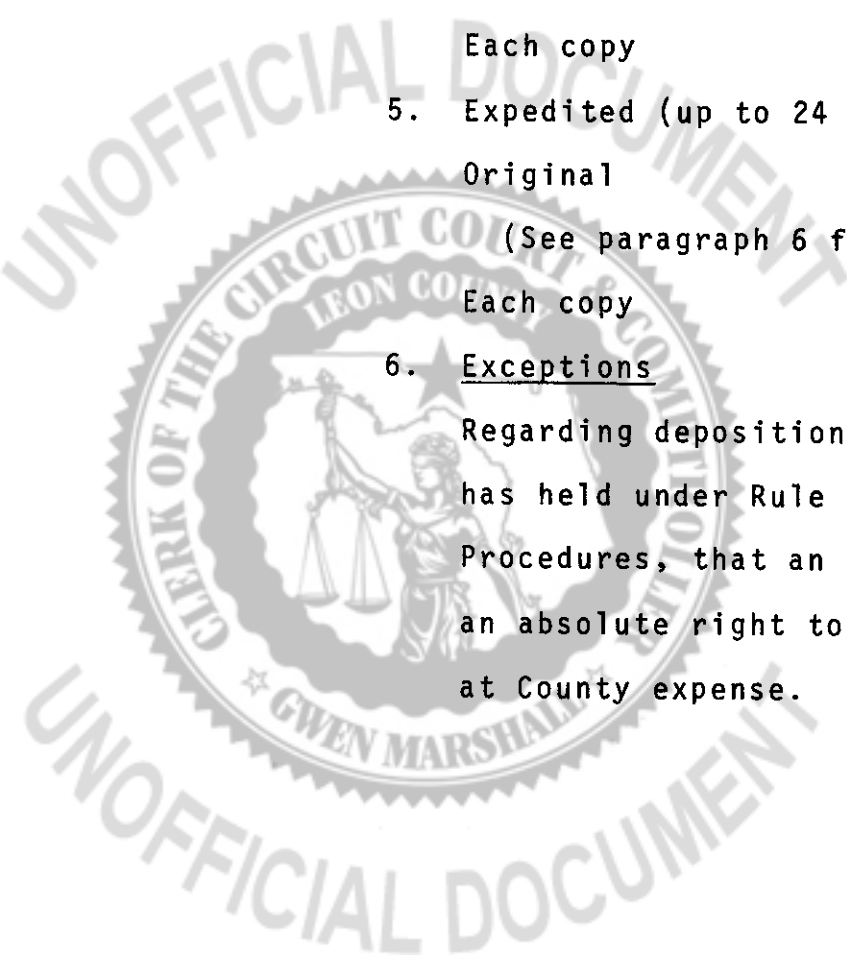 UNOFFICIAL DOCUMENT
Each copy
5. Expedited (up to 24
Original
(See paragraph 6 f
Each copy
6. Exceptions
Regarding deposition
has held under Rule
Procedures, that an
an absolute right to
at County expense.
CLERK OF THE CIRCUIT COURT & COMPTROLLER
LEON COUNTY
GWEN MARSHALL
UNOFFICIAL DOCUMENT